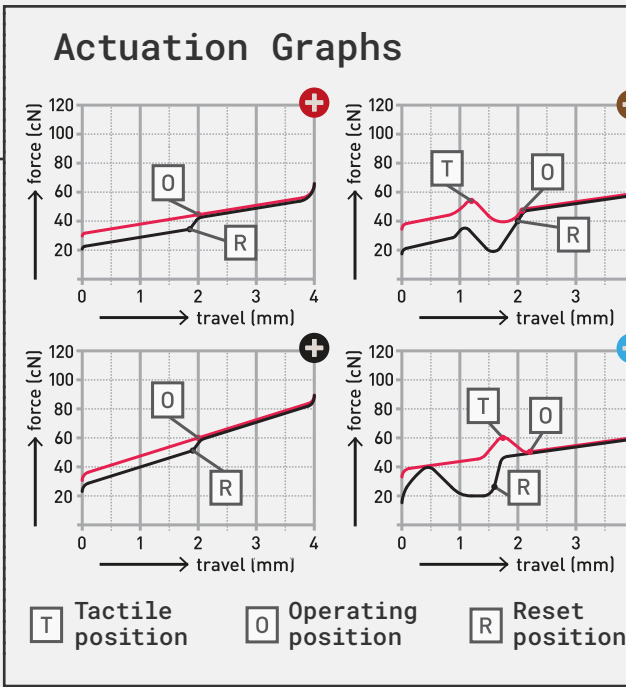 Actuation Graphs
force (cN)
120
100
80
60
40
20
O
R
0 1 2 3 4
travel (mm)
force (cN)
120
100
80
60
40
20
T
O
R
0 1 2 3
travel (mm)
force (cN)
120
100
80
60
40
20
O
R
0 1 2 3 4
travel (mm)
force (cN)
120
100
80
60
40
20
T
O
R
0 1 2 3
travel (mm)
T Tactile
position
O Operating
position
R Reset
position